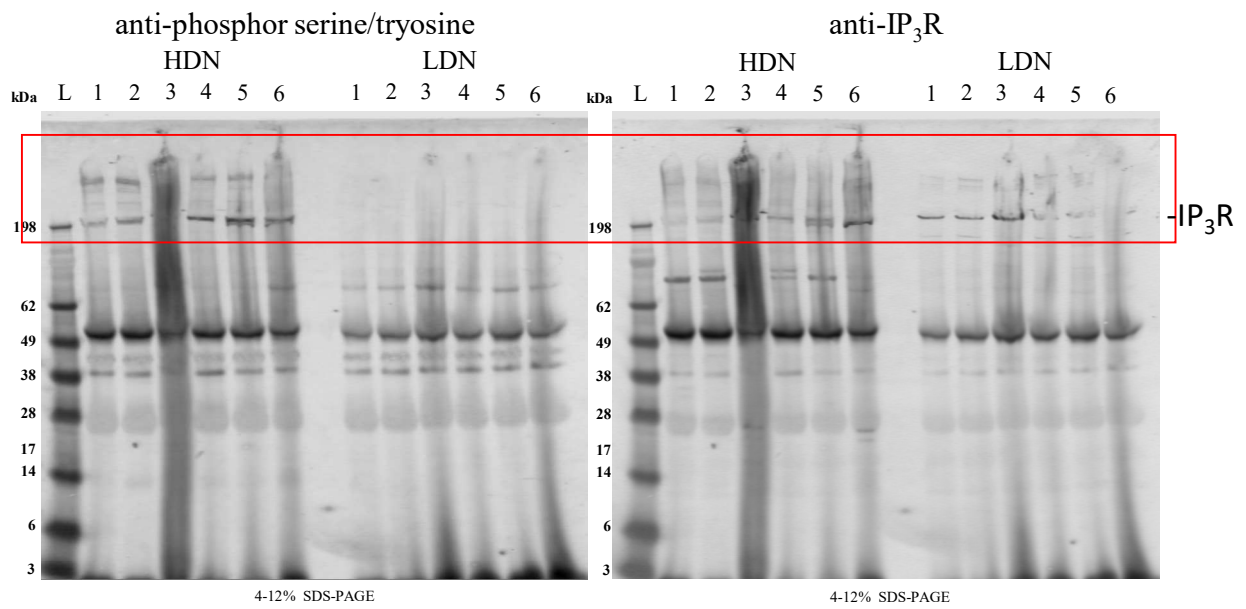 anti-phosphor serine/tryosine
anti-IP₃R
HDN
LDN
HDN
LDN
kDa L 1 2 3 4 5 6 1 2 3 4 5 6
kDa L 1 2 3 4 5 6 1 2 3 4 5 6
198
62
49
38
28
17
14
6
3
198
62
49
38
28
17
14
6
3
-IP₃R
4-12% SDS-PAGE
4-12% SDS-PAGE